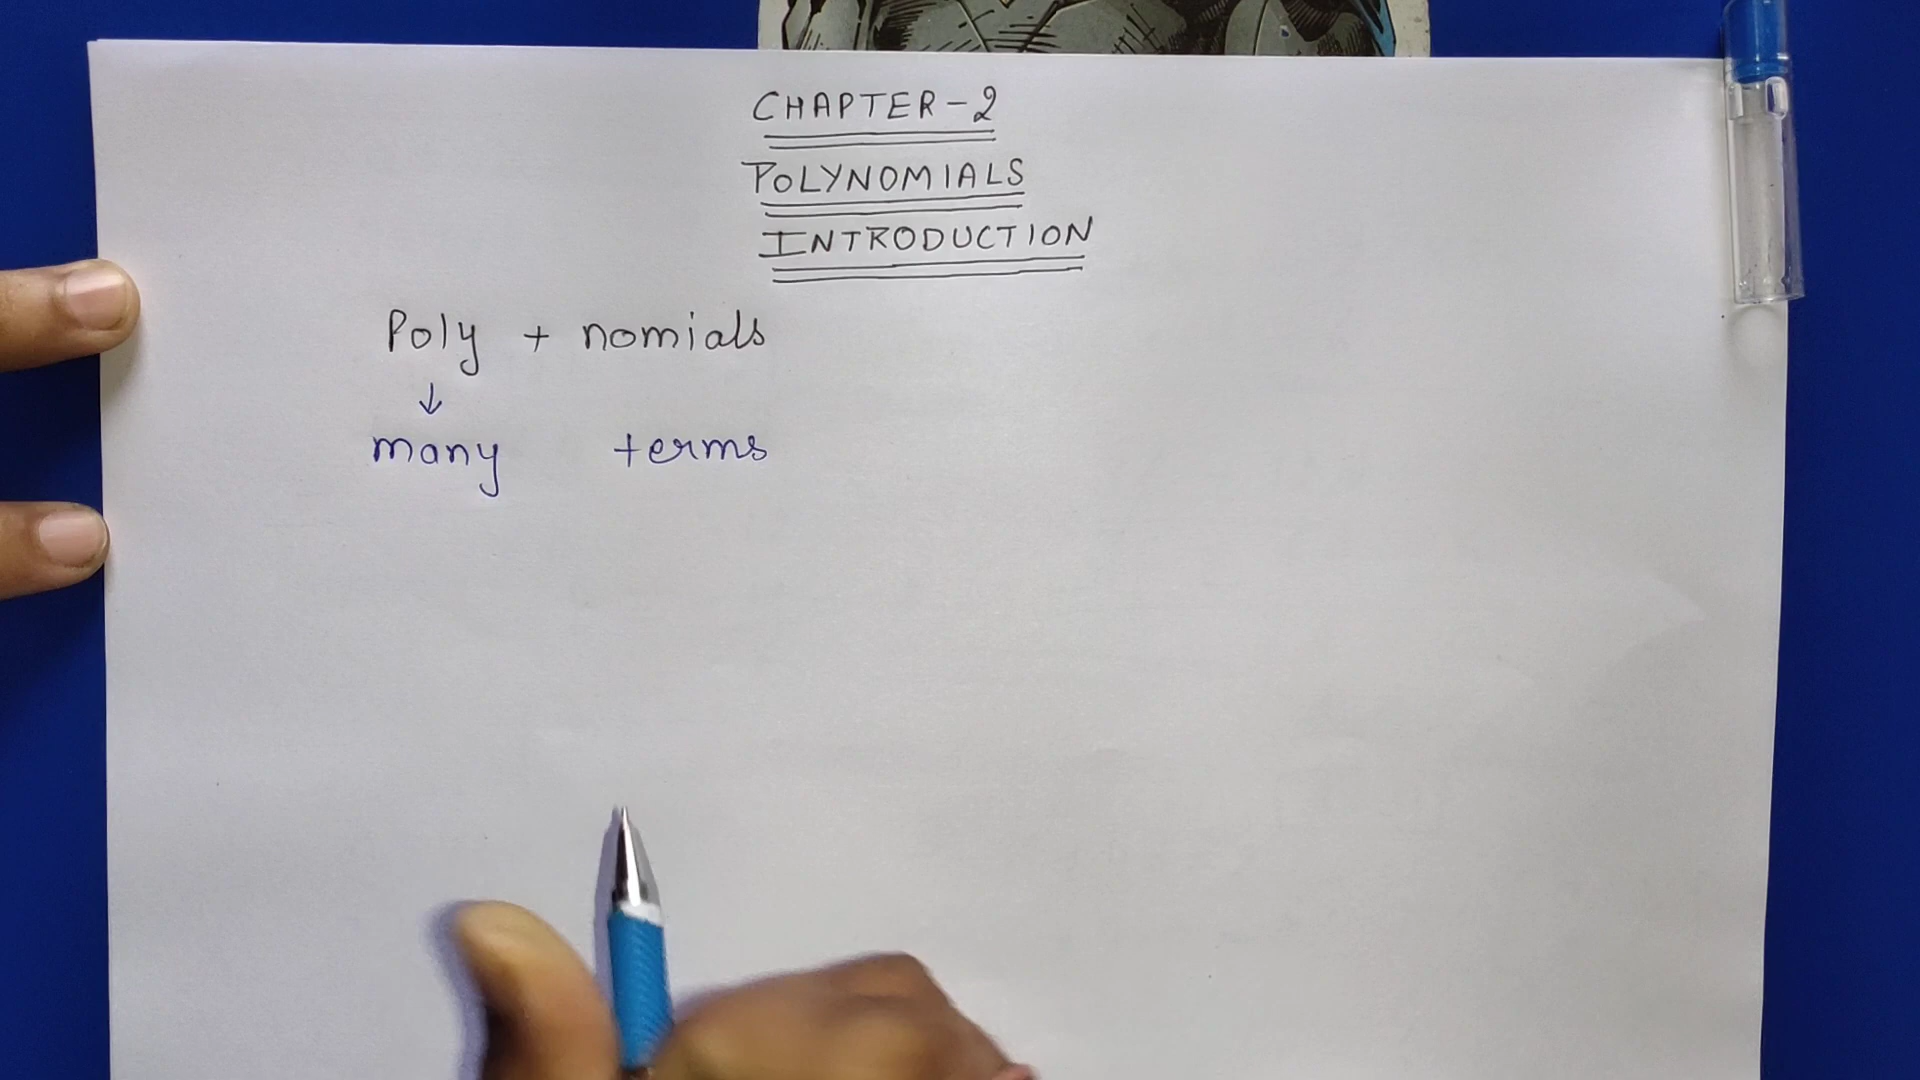 CHAPTER-2
POLYNOMIALS
INTRODUCTION
Poly + nomials
↓
many terms